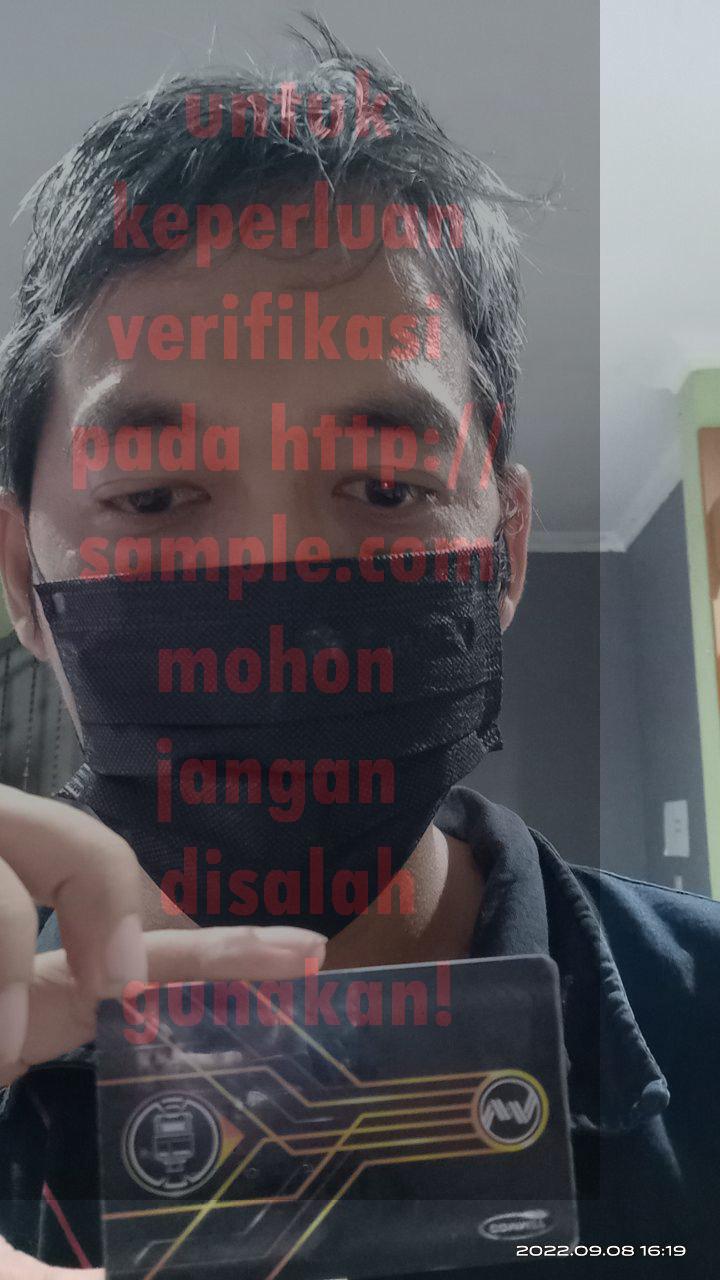 untuk
keperluan
verifikasi
pada http://
sample.com
mohon
jangan
disalah
gunakan!
2022.09.08 16:19